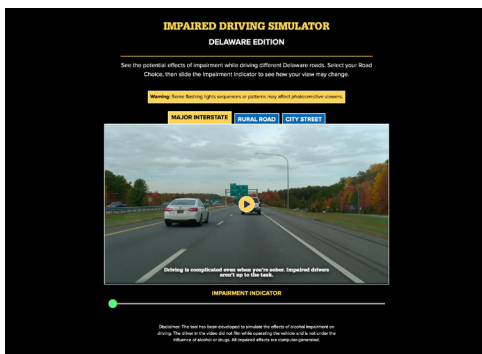 IMPAIRED DRIVING SIMULATOR
DELAWARE EDITION
See the potential effects of impairment while driving different Delaware roads. Select your Road
Choice, then slide the Impairment Indicator to see how your view may change.
Warning: Some flashing lights sequences or patterns may affect photosensitive viewers.
MAJOR INTERSTATE
RURAL ROAD
CITY STREET
Driving is complicated even when you're sober. Impaired drivers
aren't up to the task.
IMPAIRMENT INDICATOR
Disclaimer: The tool has been developed to simulate the effects of alcohol impairment on
driving. The driver in the video did not film while operating the vehicle and is not under the
influence of alcohol or drugs. All impaired effects are computer-generated.